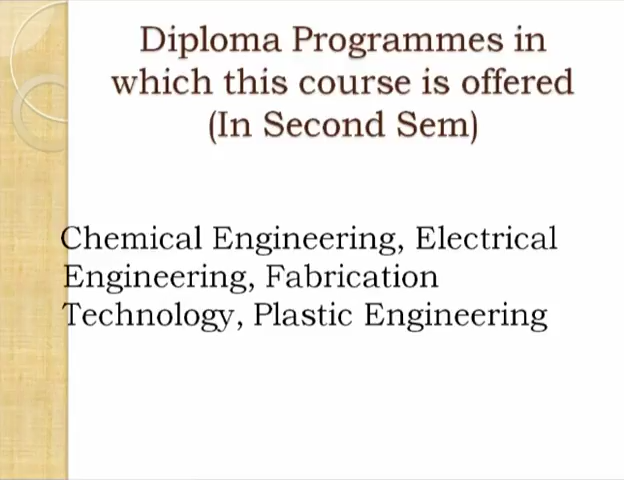 Diploma Programmes in
which this course is offered
(In Second Sem)
Chemical Engineering, Electrical
Engineering, Fabrication
Technology, Plastic Engineering